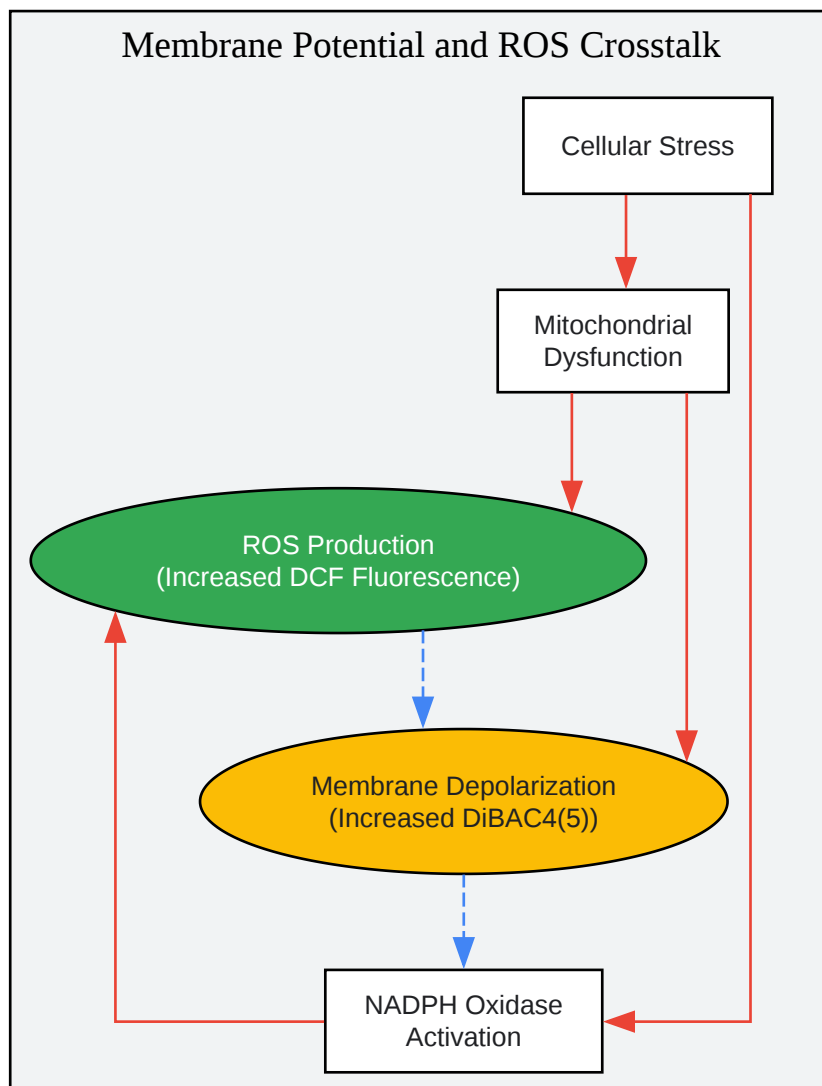 Membrane Potential and ROS Crosstalk
Cellular Stress
Mitochondrial
Dysfunction
ROS Production
(Increased DCF Fluorescence)
Membrane Depolarization
(Increased DiBAC4(5))
NADPH Oxidase
Activation